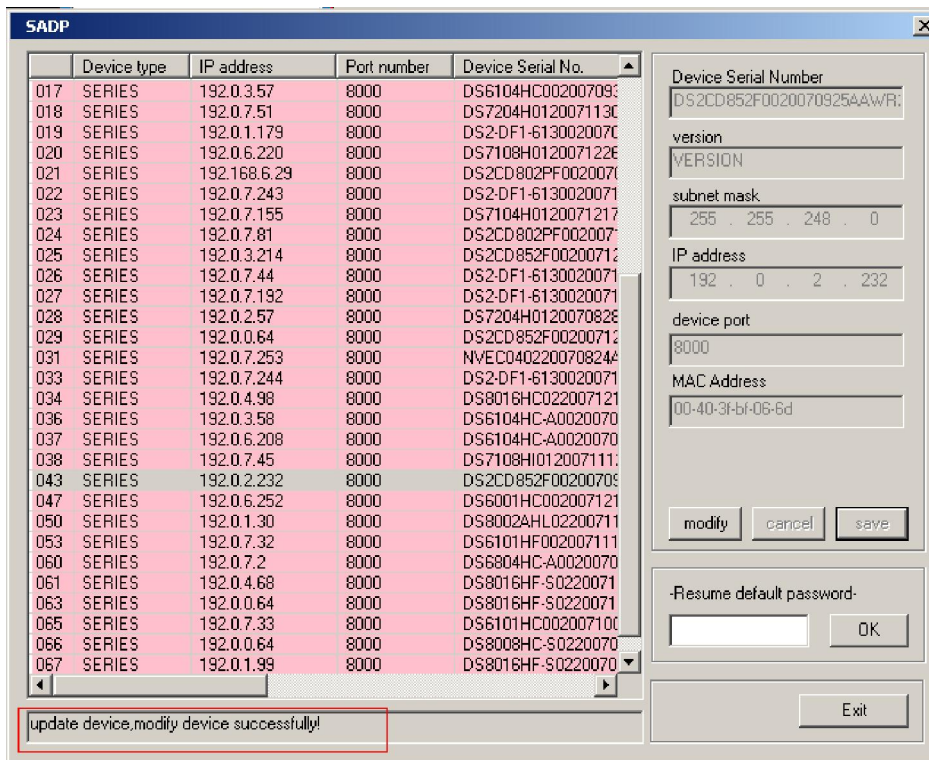 SADP
Device type IP address Port number Device Serial No.
017 SERIES 192.0.3.57 8000 DS6104HC002007093
018 SERIES 192.0.7.51 8000 DS7204H0120071130
019 SERIES 192.0.1.179 8000 DS2-DF1-613002007C
020 SERIES 192.0.6.220 8000 DS7108H0120071226
021 SERIES 192.168.6.29 8000 DS2CD802PF002007(
022 SERIES 192.0.7.243 8000 DS2-DF1-6130020071
023 SERIES 192.0.7.155 8000 DS7104H0120071217
024 SERIES 192.0.7.81 8000 DS2CD802PF002007
025 SERIES 192.0.3.214 8000 DS2CD852F00200712
026 SERIES 192.0.7.44 8000 DS2-DF1-6130020071
027 SERIES 192.0.7.192 8000 DS2-DF1-6130020071
028 SERIES 192.0.2.57 8000 DS7204H0120070828
029 SERIES 192.0.0.64 8000 DS2CD852F00200712
031 SERIES 192.0.7.253 8000 NVEC040220070824A
033 SERIES 192.0.7.244 8000 DS2-DF1-6130020071
034 SERIES 192.0.4.98 8000 DS8016HC022007121
036 SERIES 192.0.3.58 8000 DS6104HC-A0020070
037 SERIES 192.0.6.208 8000 DS6104HC-A0020070
038 SERIES 192.0.7.45 8000 DS7108HI012007111
043 SERIES 192.0.2.232 8000 DS2CD852F0020070
047 SERIES 192.0.6.252 8000 DS6001HC002007121
050 SERIES 192.0.1.30 8000 DS8002AHL02200711
053 SERIES 192.0.7.32 8000 DS6101HF002007111
060 SERIES 192.0.7.2 8000 DS6804HC-A0020070
061 SERIES 192.0.4.68 8000 DS8016HF-S0220071
063 SERIES 192.0.0.64 8000 DS8016HF-S0220071
065 SERIES 192.0.7.33 8000 DS6101HC002007100
066 SERIES 192.0.0.64 8000 DS8008HC-S022070
067 SERIES 192.0.1.99 8000 DS8016HF-S0220070
update device,modify device successfully!
Device Serial Number
DS2CD852F0020070925AAWR
version
VERSION
subnet mask
255 . 255 . 248 . 0
IP address
192 . 0 . 2 . 232
device port
8000
MAC Address
00-40-3f-bf-06-6d
modify cancel save
-Resume default password-
OK
Exit